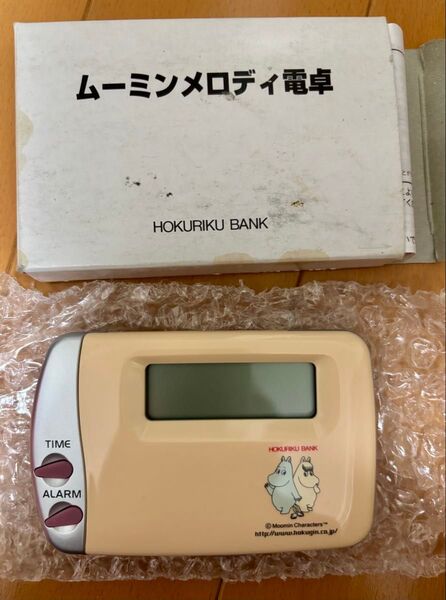 ムーミンメロディ電卓
HOKURIKU BANK
TIME
ALARM
HOKURIKU BANK
©Moomin Characters™
http://www.hokugin.co.jp/